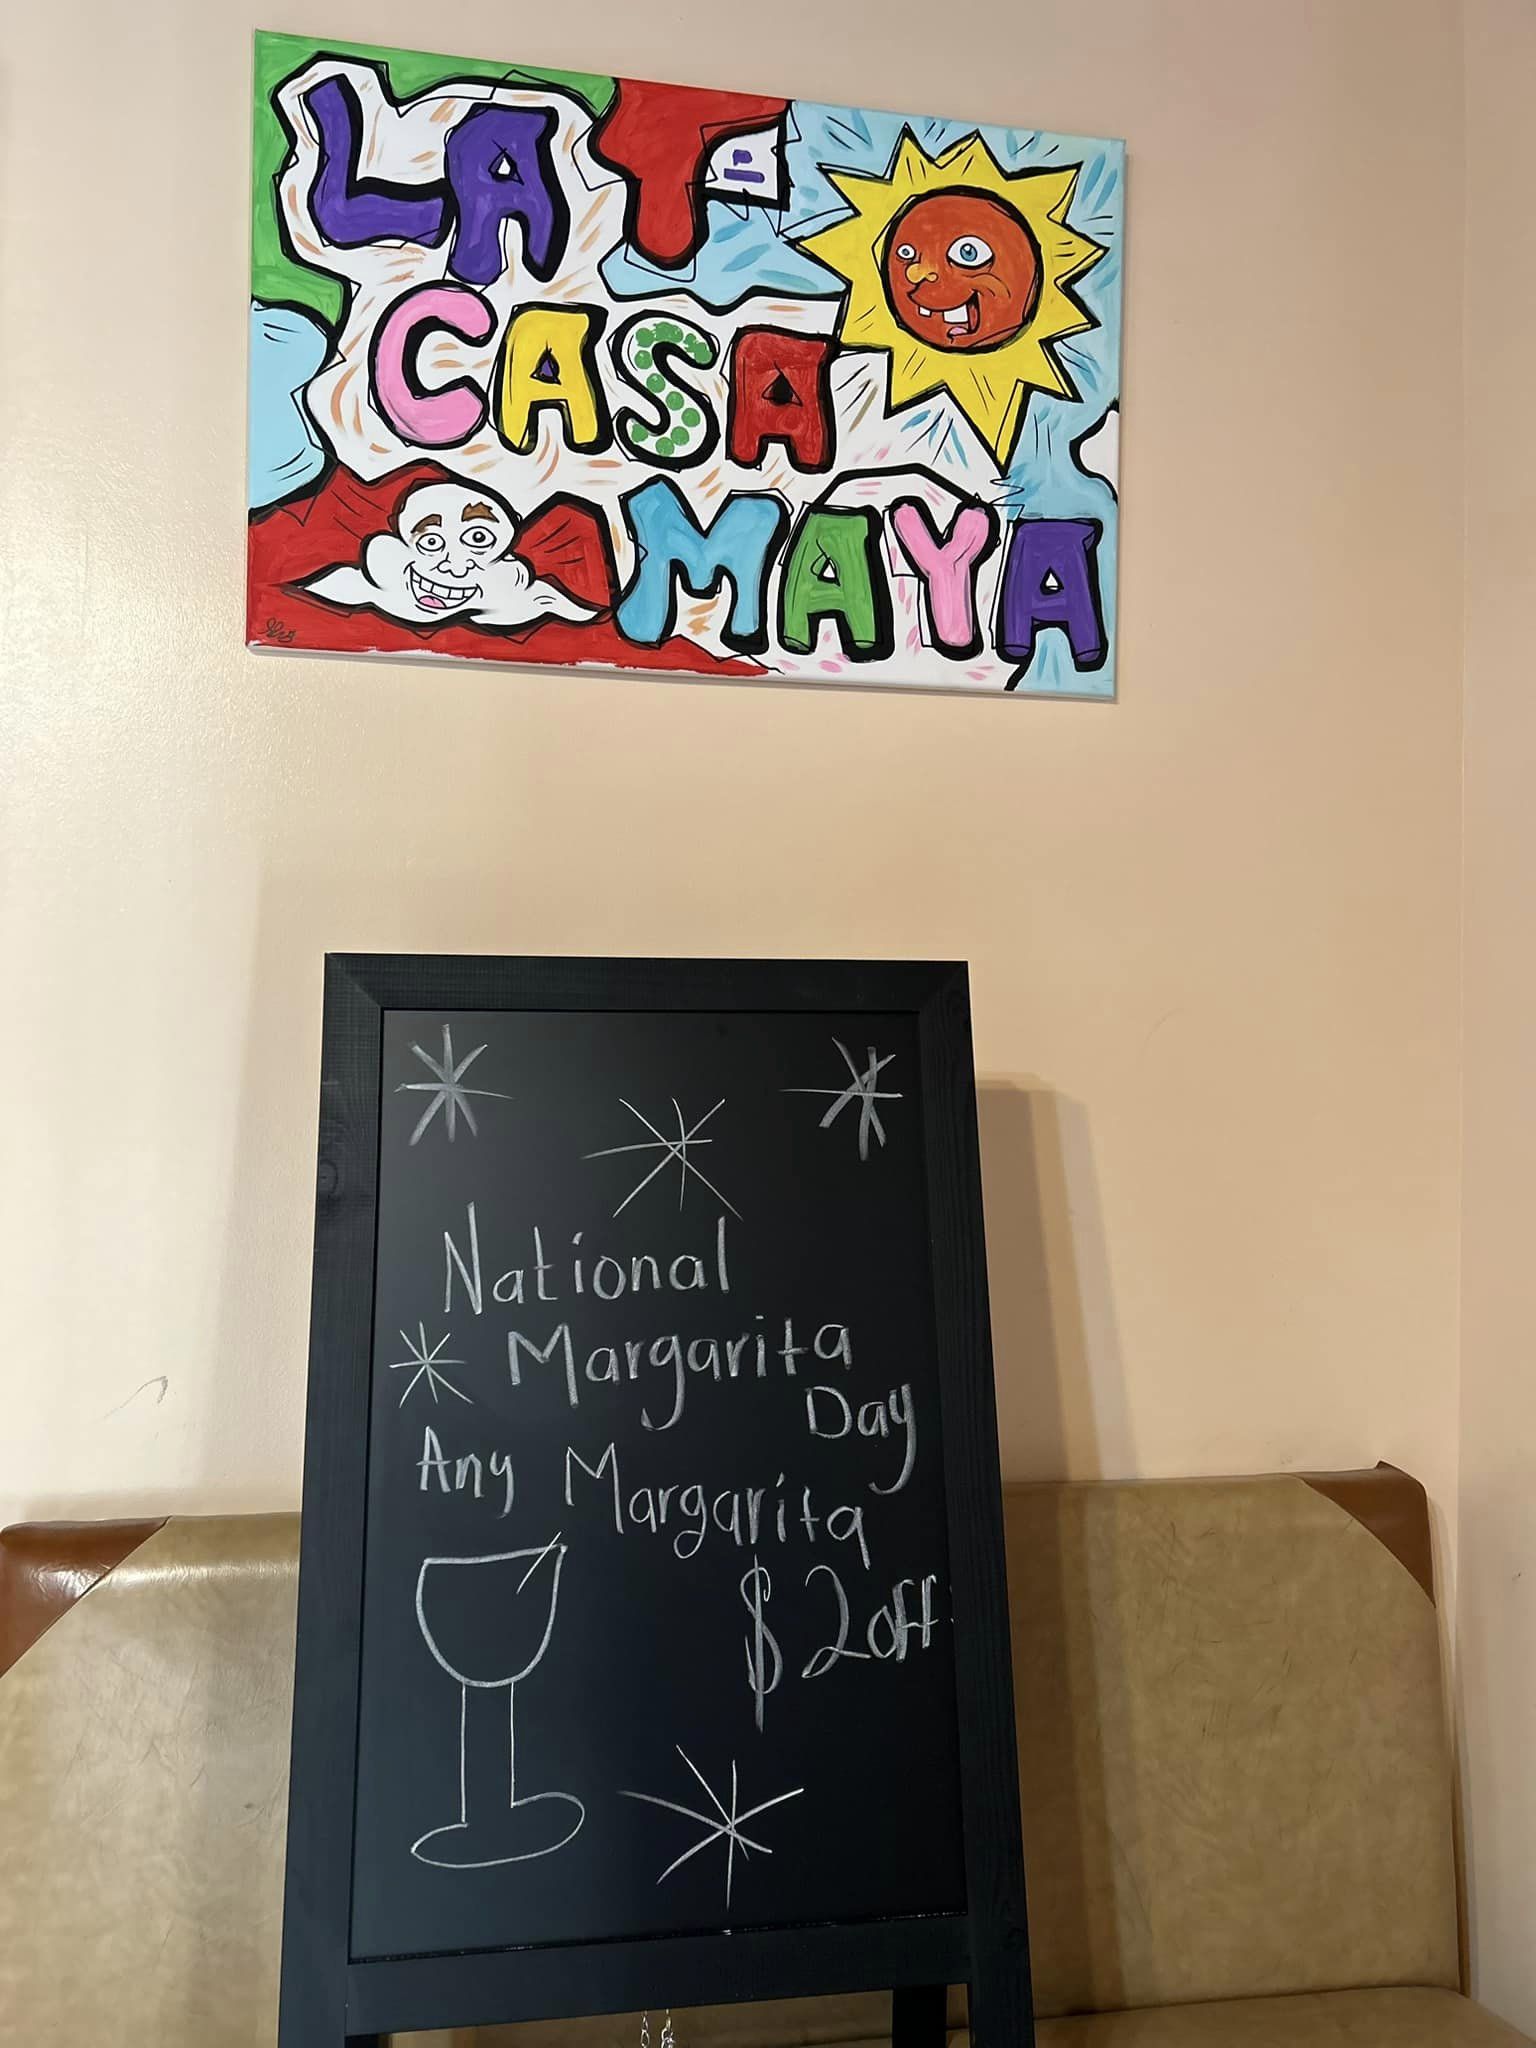 LA
CASA
MAYA
National
Margarita
Day
Any Margarita
$2off